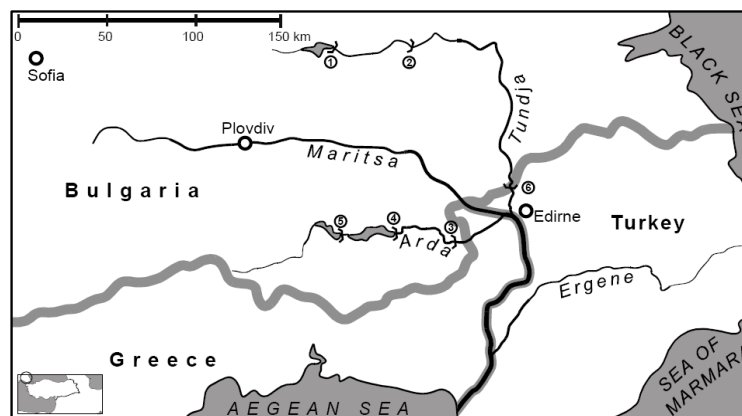 0 50 100 150 km
Sofia
BLACK SEA
1
2
Tundja
Plovdiv
Maritsa
Bulgaria
6
Edirne
Turkey
5
4
3
Arda
Ergene
Greece
AEGEAN SEA
SEA OF
MARMARA